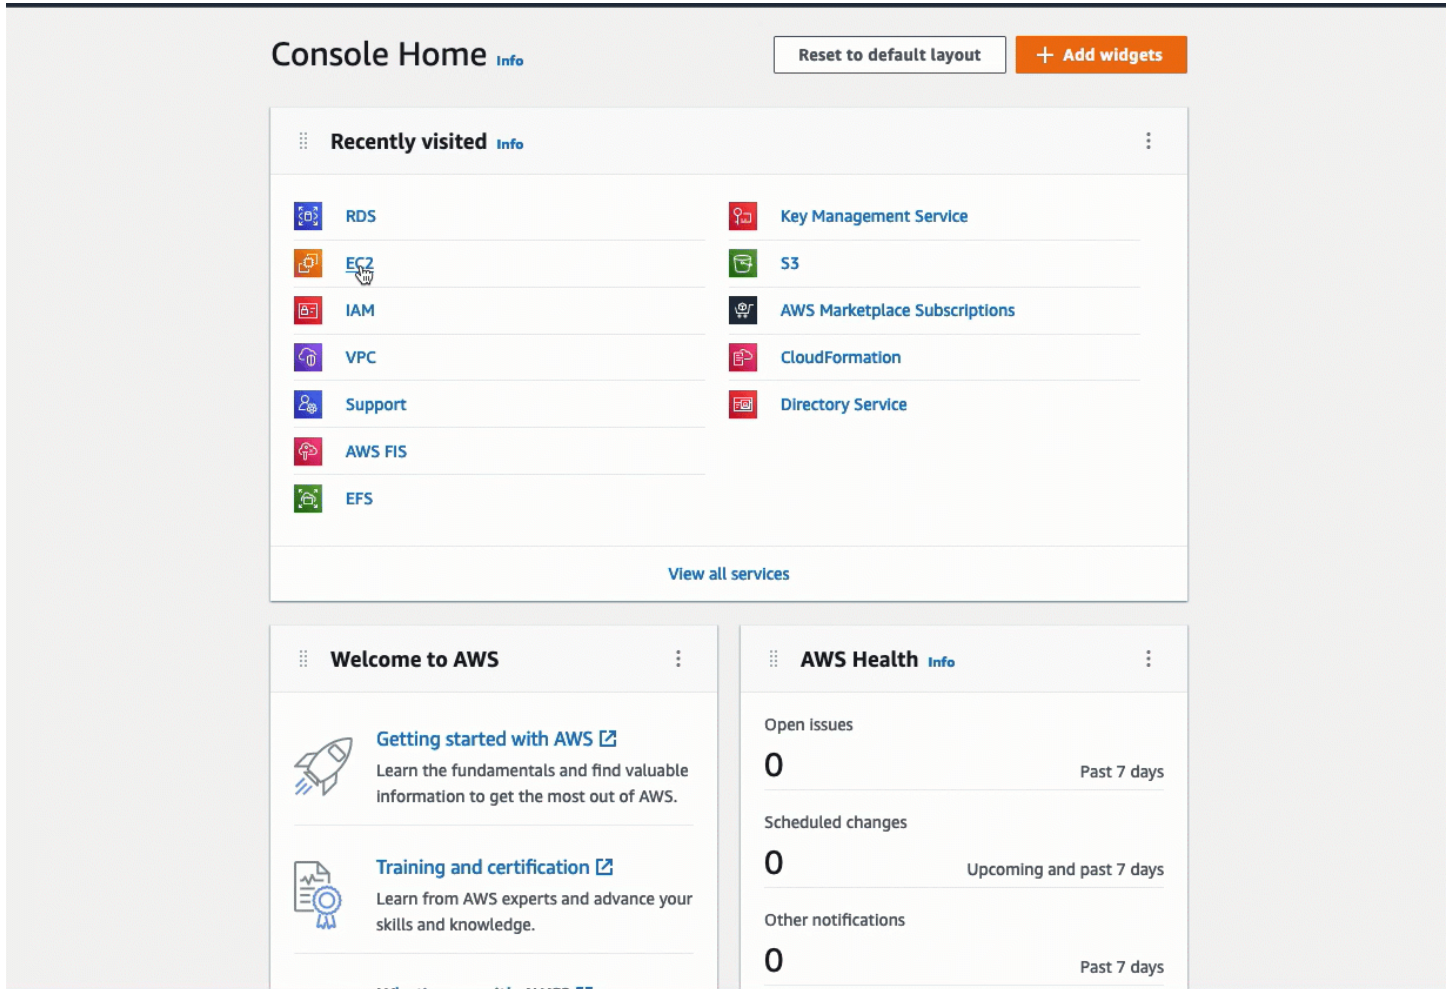 Console Home Info
Reset to default layout
+ Add widgets
Recently visited Info
RDS
EC2
IAM
VPC
Support
AWS FIS
EFS
Key Management Service
S3
AWS Marketplace Subscriptions
CloudFormation
Directory Service
View all services
Welcome to AWS
Getting started with AWS
Learn the fundamentals and find valuable
information to get the most out of AWS.
Training and certification
Learn from AWS experts and advance your
skills and knowledge.
AWS Health Info
Open issues
0
Past 7 days
Scheduled changes
0
Upcoming and past 7 days
Other notifications
0
Past 7 days